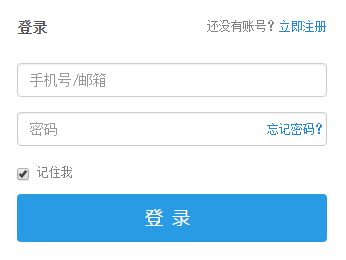 登录 还没有账号？立即注册
手机号/邮箱
密码 忘记密码？
记住我
登 录